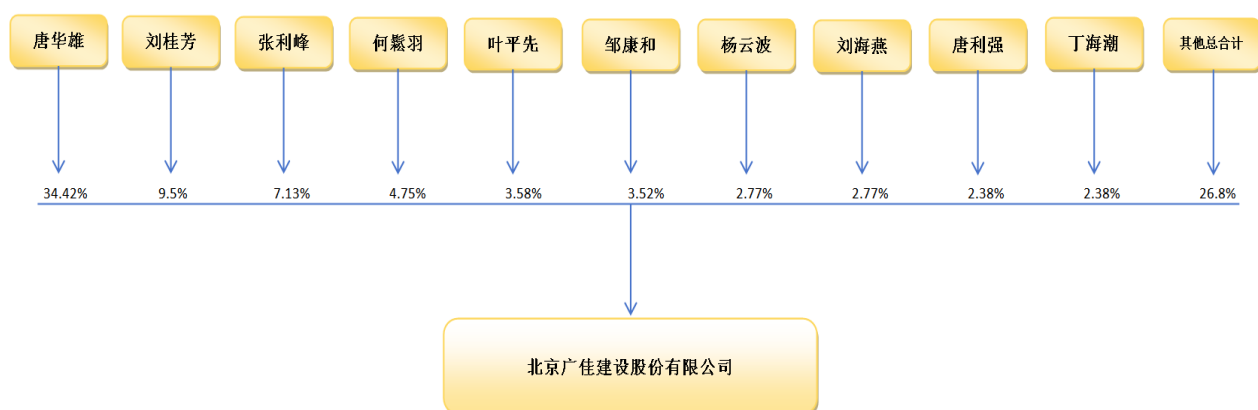 唐华雄 刘桂芳 张利峰 何鬆羽 叶平先 邹康和 杨云波 刘海燕 唐利强 丁海潮 其他总合计
34.42% 9.5% 7.13% 4.75% 3.58% 3.52% 2.77% 2.77% 2.38% 2.38% 26.8%
北京广佳建设股份有限公司